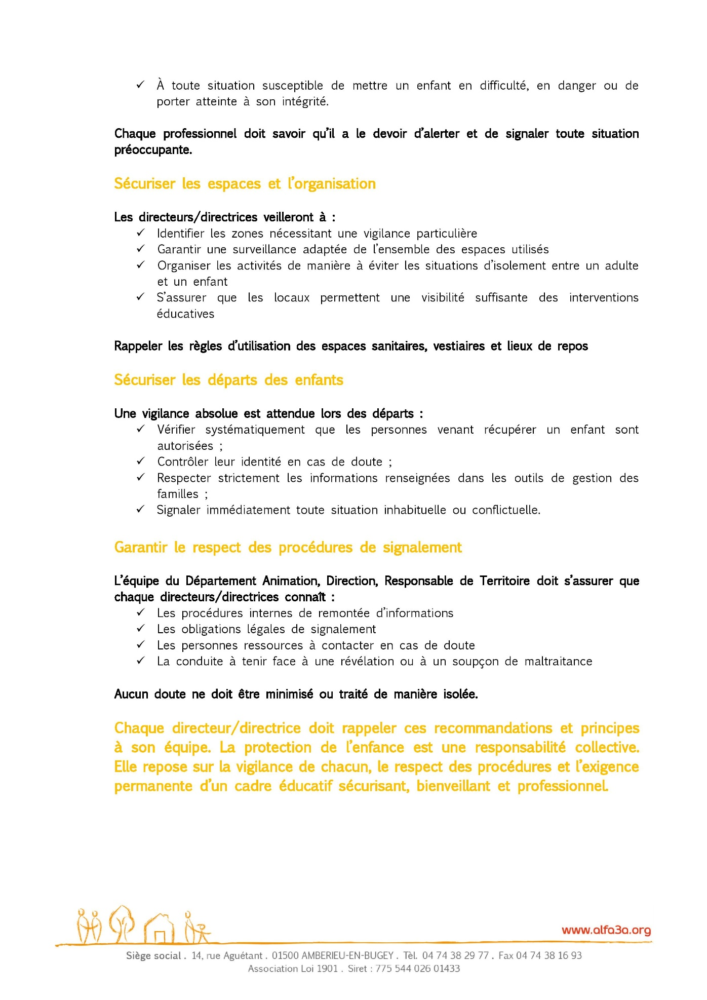 ✓ À toute situation susceptible de mettre un enfant en difficulté, en danger ou de
porter atteinte à son intégrité.
Chaque professionnel doit savoir qu’il a le devoir d’alerter et de signaler toute situation
préoccupante.
Sécuriser les espaces et l’organisation
Les directeurs/directrices veilleront à :
✓ Identifier les zones nécessitant une vigilance particulière
✓ Garantir une surveillance adaptée de l’ensemble des espaces utilisés
✓ Organiser les activités de manière à éviter les situations d’isolement entre un adulte
et un enfant
✓ S’assurer que les locaux permettent une visibilité suffisante des interventions
éducatives
Rappeler les règles d’utilisation des espaces sanitaires, vestiaires et lieux de repos
Sécuriser les départs des enfants
Une vigilance absolue est attendue lors des départs :
✓ Vérifier systématiquement que les personnes venant récupérer un enfant sont
autorisées ;
✓ Contrôler leur identité en cas de doute ;
✓ Respecter strictement les informations renseignées dans les outils de gestion des
familles ;
✓ Signaler immédiatement toute situation inhabituelle ou conflictuelle.
Garantir le respect des procédures de signalement
L’équipe du Département Animation, Direction, Responsable de Territoire doit s’assurer que
chaque directeurs/directrices connaît :
✓ Les procédures internes de remontée d’informations
✓ Les obligations légales de signalement
✓ Les personnes ressources à contacter en cas de doute
✓ La conduite à tenir face à une révélation ou à un soupçon de maltraitance
Aucun doute ne doit être minimisé ou traité de manière isolée.
Chaque directeur/directrice doit rappeler ces recommandations et principes
à son équipe. La protection de l’enfance est une responsabilité collective.
Elle repose sur la vigilance de chacun, le respect des procédures et l’exigence
permanente d’un cadre éducatif sécurisant, bienveillant et professionnel.
www.alfa3a.org
Siège social . 14, rue Aguétant . 01500 AMBERIEU-EN-BUGEY . Tèl. 04 74 38 29 77 . Fax 04 74 38 16 93
Association Loi 1901 . Siret : 775 544 026 01433